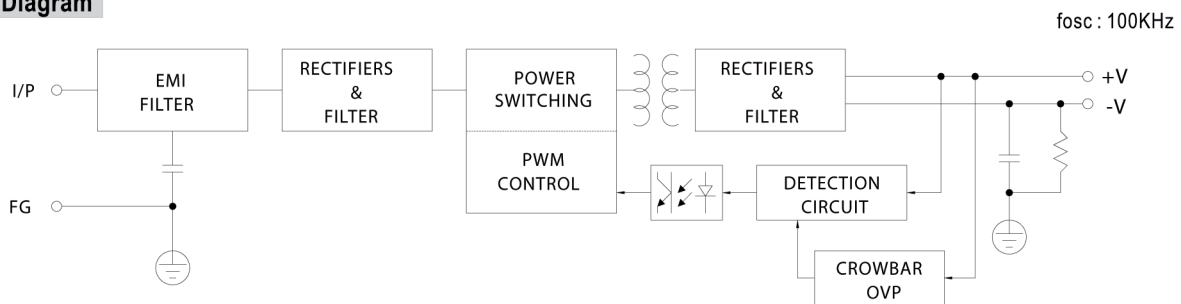 Diagram
fosc : 100KHz
I/P
EMI
FILTER
RECTIFIERS
&
FILTER
POWER
SWITCHING
PWM
CONTROL
RECTIFIERS
&
FILTER
+V
-V
DETECTION
CIRCUIT
FG
CROWBAR
OVP